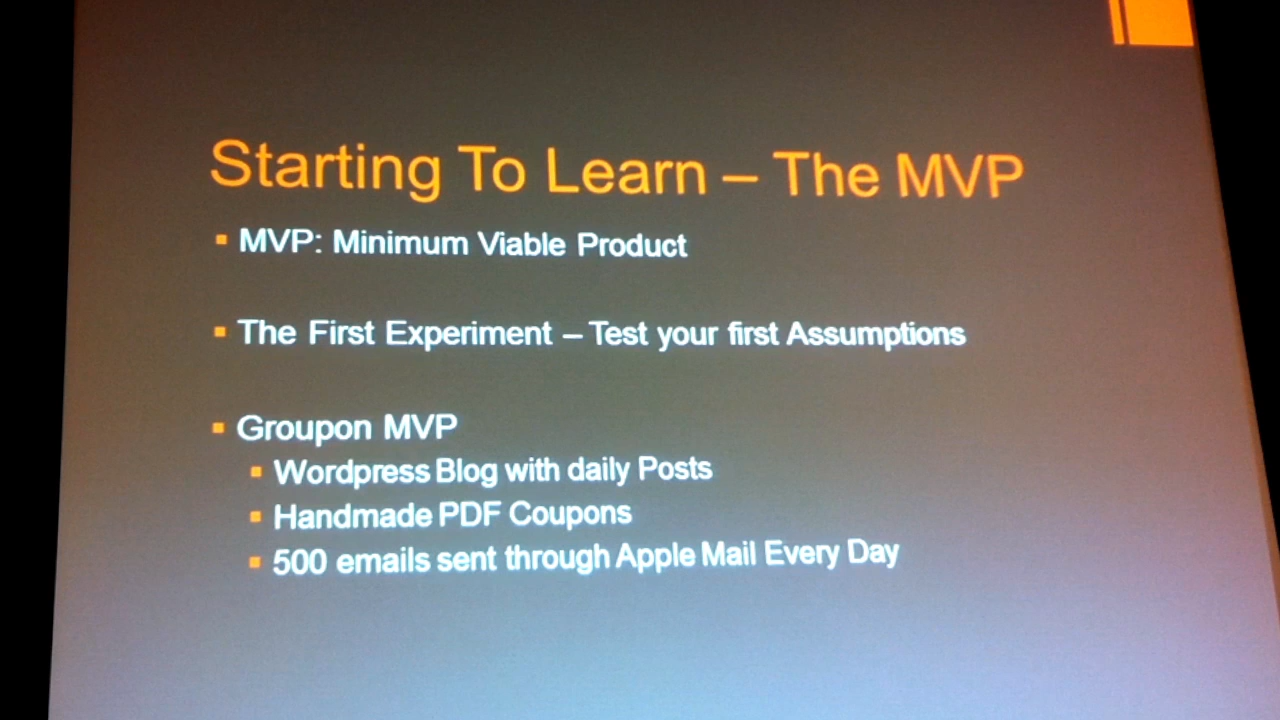 Starting To Learn – The MVP
MVP: Minimum Viable Product
The First Experiment – Test your first Assumptions
Groupon MVP
Wordpress Blog with daily Posts
Handmade PDF Coupons
500 emails sent through Apple Mail Every Day